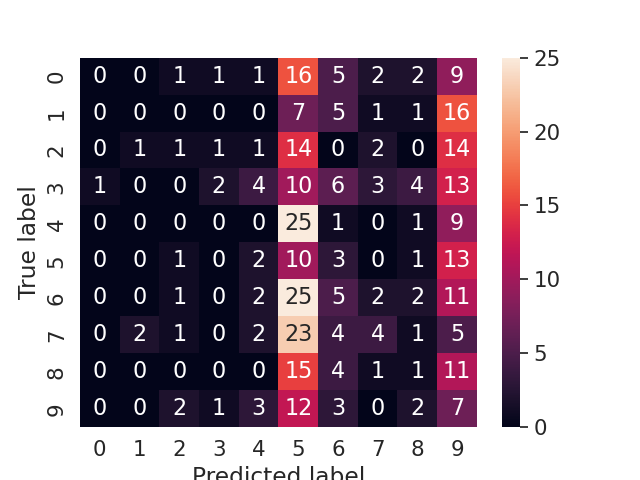 0 0 0 1 1 1 16 5 2 2 9
1 0 0 0 0 0 7 5 1 1 16
2 0 1 1 1 1 14 0 2 0 14
3 1 0 0 2 4 10 6 3 4 13
4 0 0 0 0 0 25 1 0 1 9
5 0 0 1 0 2 10 3 0 1 13
6 0 0 1 0 2 25 5 2 2 11
7 0 2 1 0 2 23 4 4 1 5
8 0 0 0 0 0 15 4 1 1 11
9 0 0 2 1 3 12 3 0 2 7
0 1 2 3 4 5 6 7 8 9
True label
Predicted label
25
20
15
10
5
0